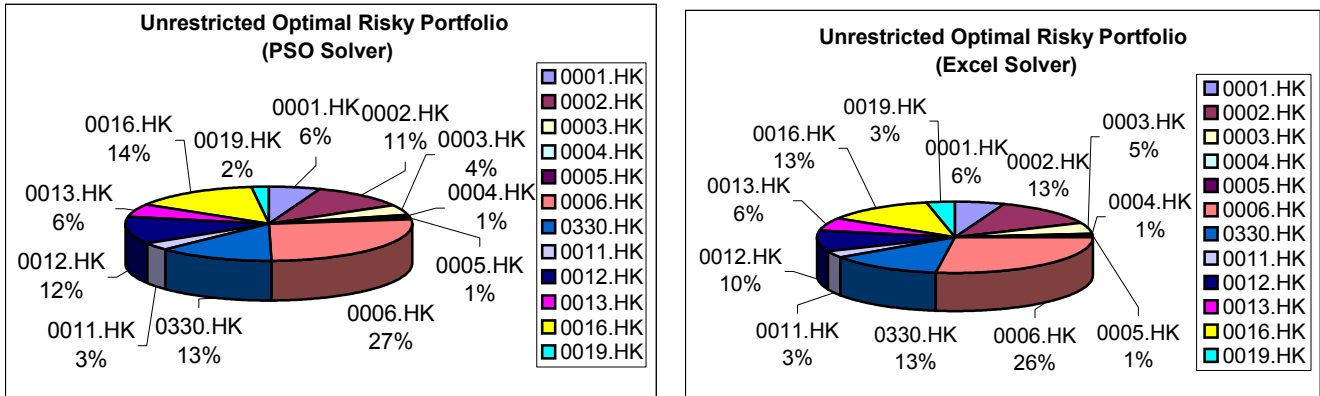 Unrestricted Optimal Risky Portfolio
(PSO Solver)
0016.HK
14%
0019.HK
2%
0001.HK
6%
0002.HK
11%
0003.HK
4%
0004.HK
1%
0005.HK
1%
0006.HK
27%
0330.HK
13%
0011.HK
3%
0012.HK
12%
0013.HK
6%
0001.HK
0002.HK
0003.HK
0004.HK
0005.HK
0006.HK
0330.HK
0011.HK
0012.HK
0013.HK
0016.HK
0019.HK
Unrestricted Optimal Risky Portfolio
(Excel Solver)
0016.HK
13%
0019.HK
3%
0001.HK
6%
0002.HK
13%
0003.HK
5%
0004.HK
1%
0005.HK
1%
0006.HK
26%
0330.HK
13%
0011.HK
3%
0012.HK
10%
0013.HK
6%
0001.HK
0002.HK
0003.HK
0004.HK
0005.HK
0006.HK
0330.HK
0011.HK
0012.HK
0013.HK
0016.HK
0019.HK